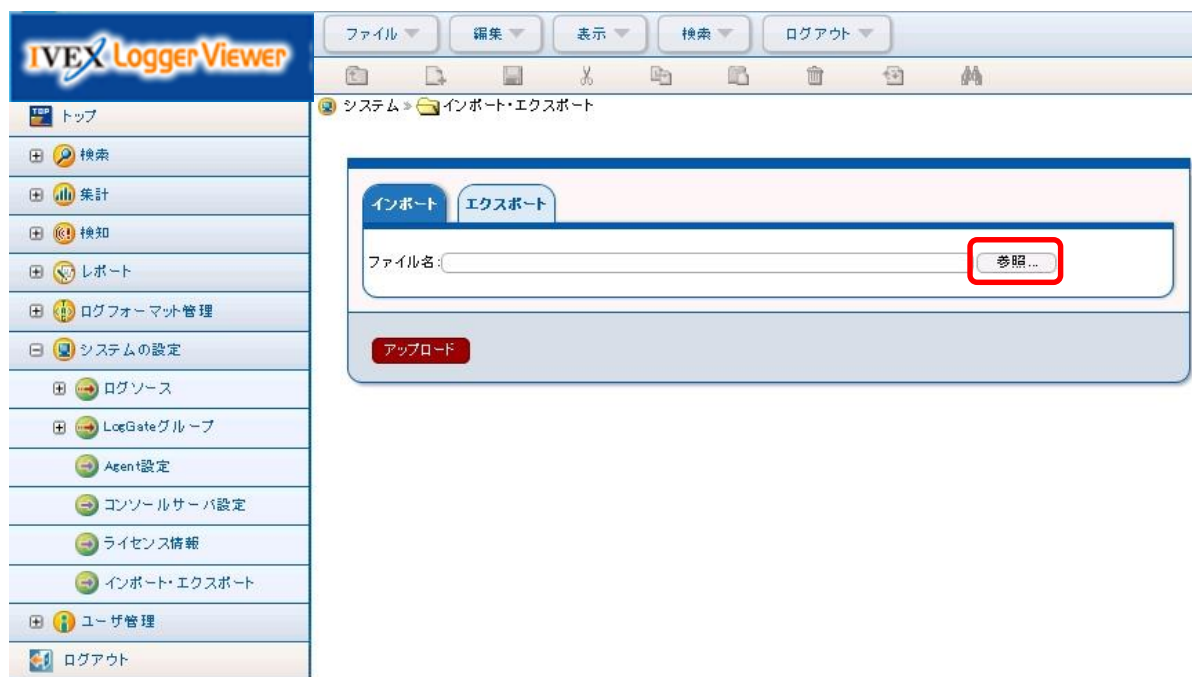 IVEX Logger Viewer
ファイル 編集 表示 検索 ログアウト
システム » インポート・エクスポート
TOP トップ
検索
集計
検知
レポート
ログフォーマット管理
システムの設定
ログソース
LogGateグループ
Agent設定
コンソールサーバ設定
ライセンス情報
インポート・エクスポート
ユーザ管理
ログアウト
インポート エクスポート
ファイル名: 参照...
アップロード